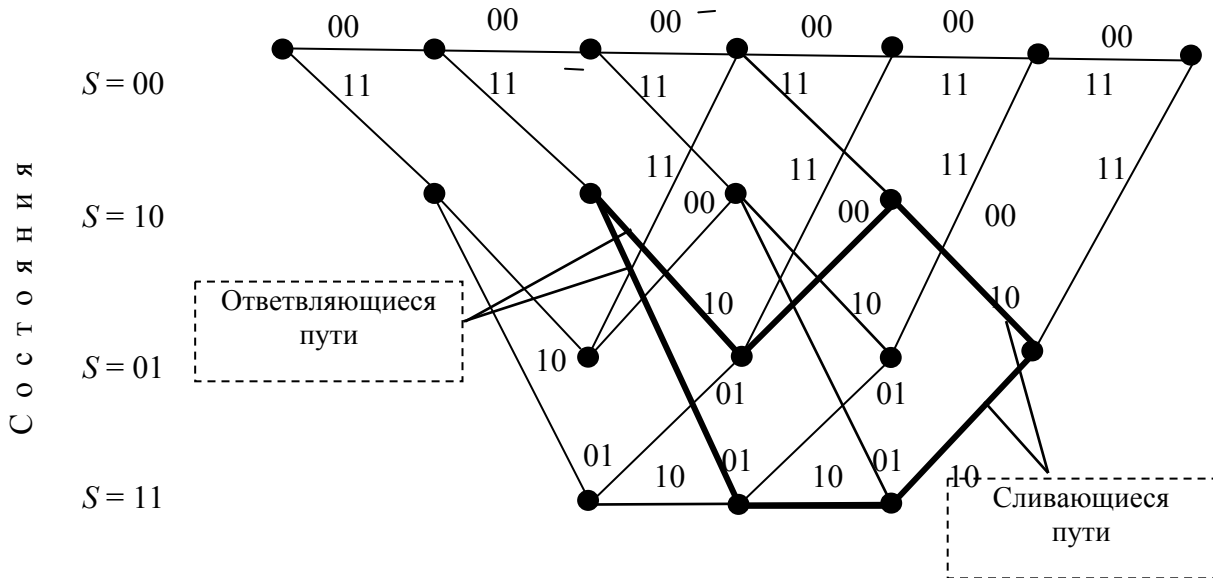 00 00 00 00 00 00
S = 00 11 11 11 11 11 11
11 11 11 11
S = 10 00 00 00
Состояния
Ответвляющиеся
пути
10 10 10
S = 01 10
01 01
01 10 01 10 01 10
S = 11
Сливающиеся
пути